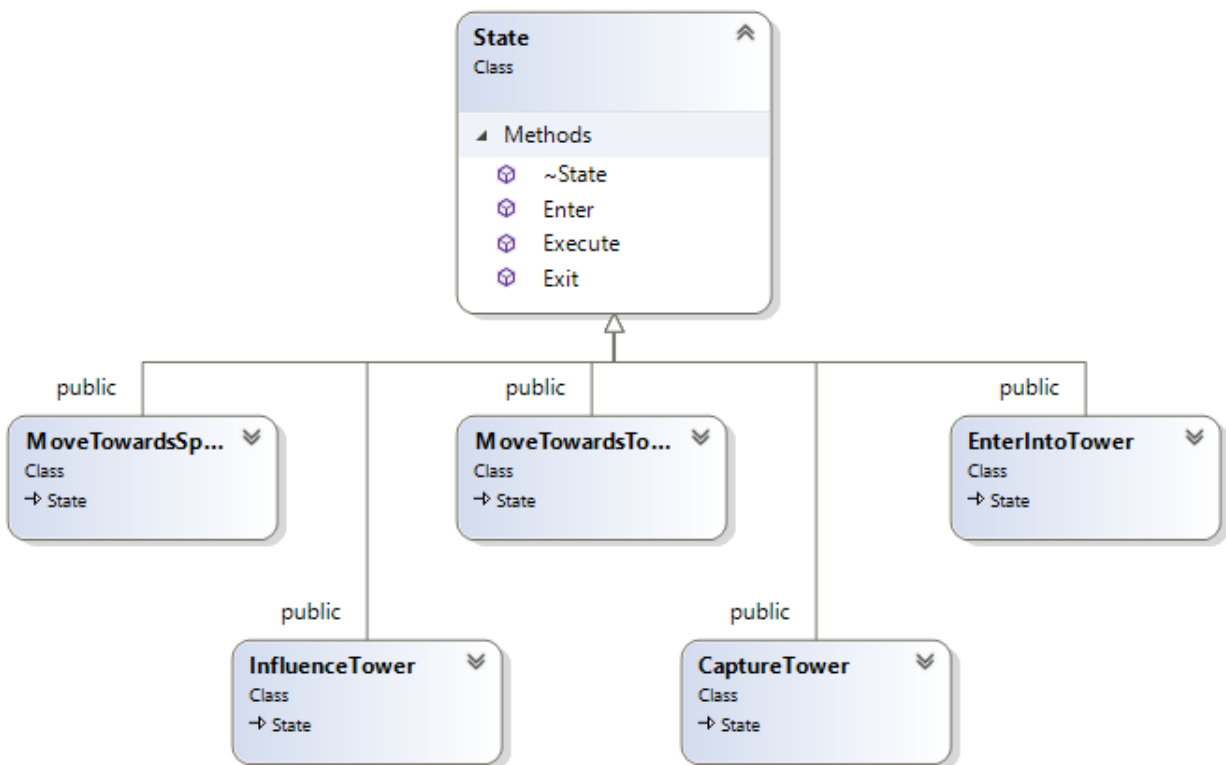 State
Class
Methods
~State
Enter
Execute
Exit
public
public
public
MoveTowardsSp...
Class
State
MoveTowardsTo...
Class
State
EnterIntoTower
Class
State
public
public
InfluenceTower
Class
State
CaptureTower
Class
State